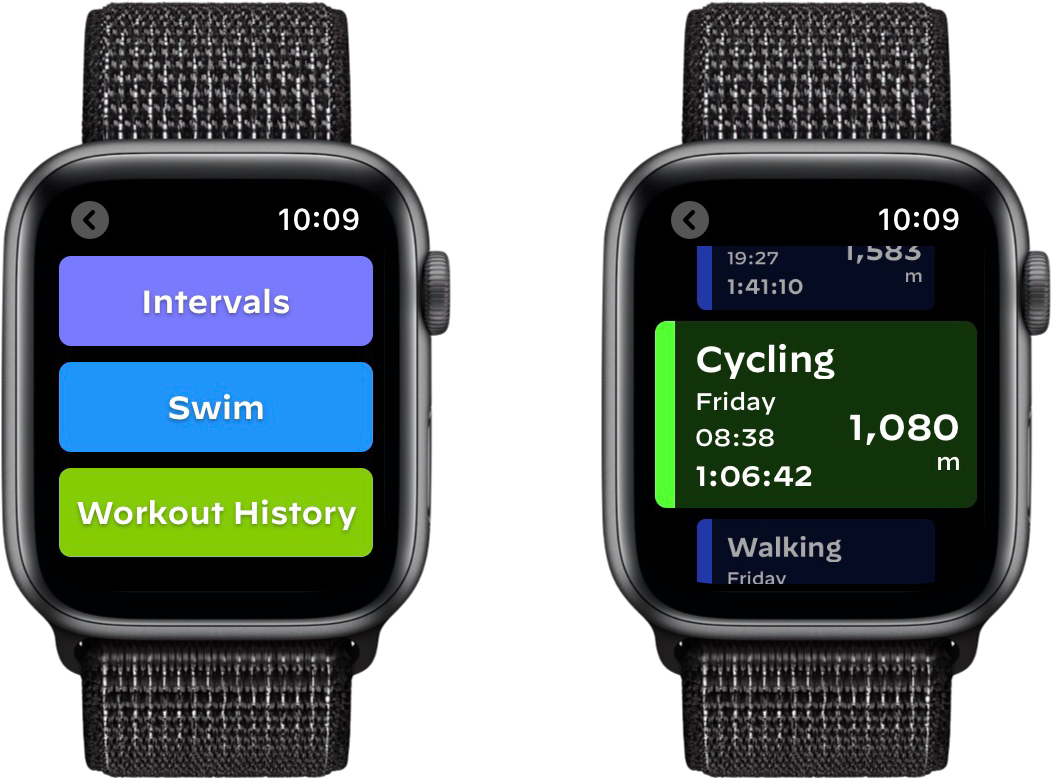 10:09
Intervals
Swim
Workout History
10:09
19:27
1,583
m
1:41:10
Cycling
Friday
08:38
1,080
m
1:06:42
Walking
Friday